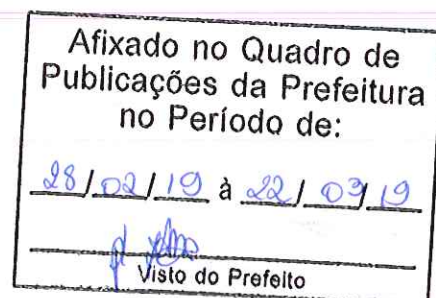 Afixado no Quadro de
Publicações da Prefeitura
no Período de:
28/02/19 à 22/03/19
Visto do Prefeito